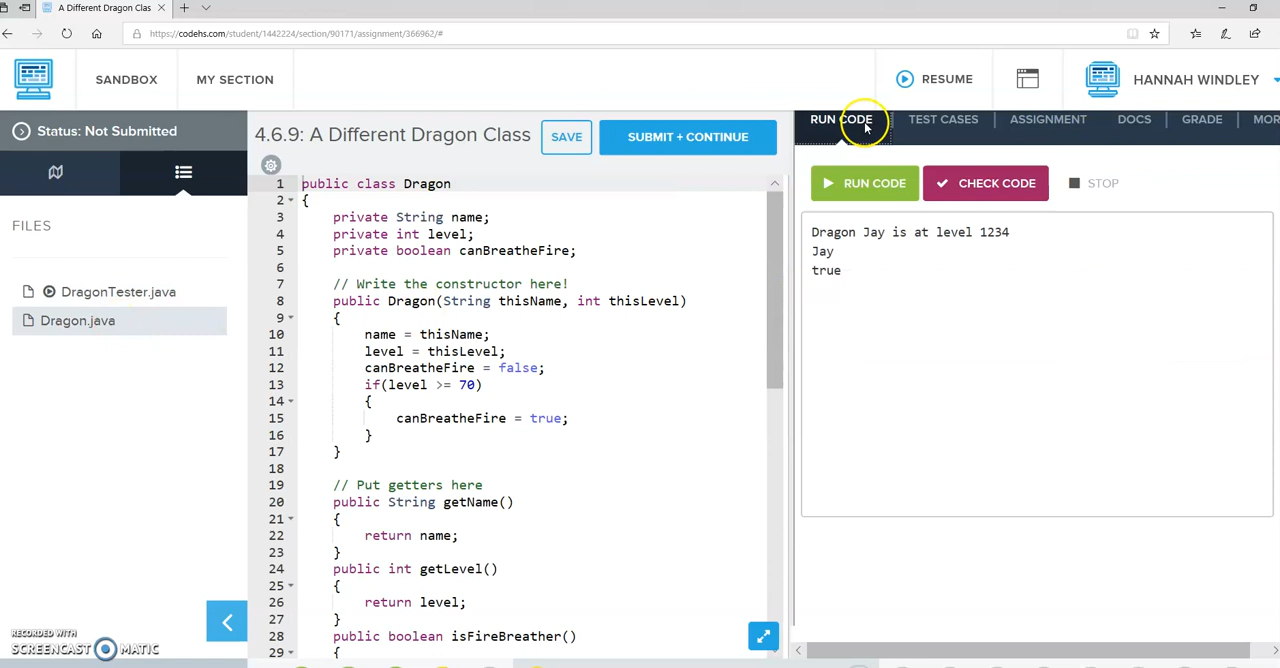 A Different Dragon Clas
https://codehs.com/student/1442224/section/90171/assignment/366962/#
SANDBOX
MY SECTION
RESUME
HANNAH WINDLEY
Status: Not Submitted
4.6.9: A Different Dragon Class
SAVE
SUBMIT + CONTINUE
RUN CODE
TEST CASES
ASSIGNMENT
DOCS
GRADE
MOR
FILES
DragonTester.java
Dragon.java
1 public class Dragon
2 {
3 private String name;
4 private int level;
5 private boolean canBreatheFire;
6
7 // Write the constructor here!
8 public Dragon(String thisName, int thisLevel)
9 {
10 name = thisName;
11 level = thisLevel;
12 canBreatheFire = false;
13 if(level >= 70)
14 {
15 canBreatheFire = true;
16 }
17 }
18
19 // Put getters here
20 public String getName()
21 {
22 return name;
23 }
24 public int getLevel()
25 {
26 return level;
27 }
28 public boolean isFireBreather()
29 {
RUN CODE
CHECK CODE
STOP
Dragon Jay is at level 1234
Jay
true
RECORDED WITH
SCREENCAST MATIC